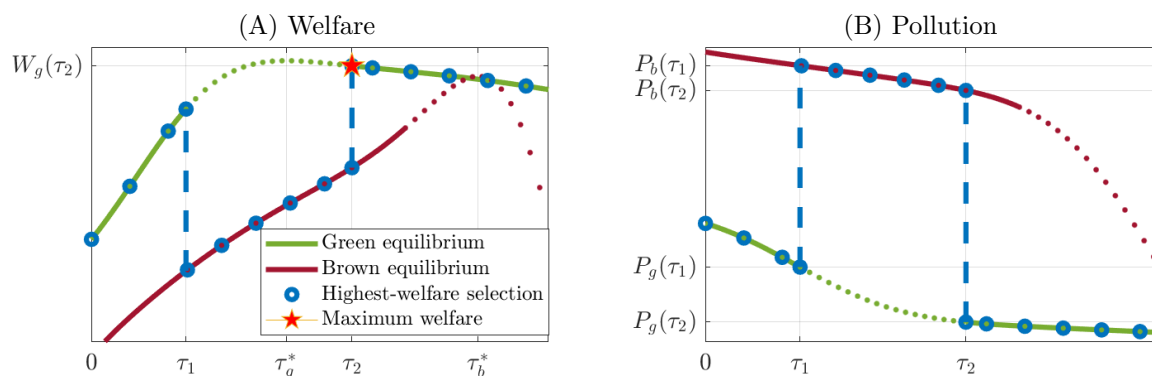 (A) Welfare
W_g(τ_2)
0
τ_1
τ_g^*
τ_2
τ_b^*
Green equilibrium
Brown equilibrium
Highest-welfare selection
Maximum welfare
(B) Pollution
P_b(τ_1)
P_b(τ_2)
P_g(τ_1)
P_g(τ_2)
0
τ_1
τ_2